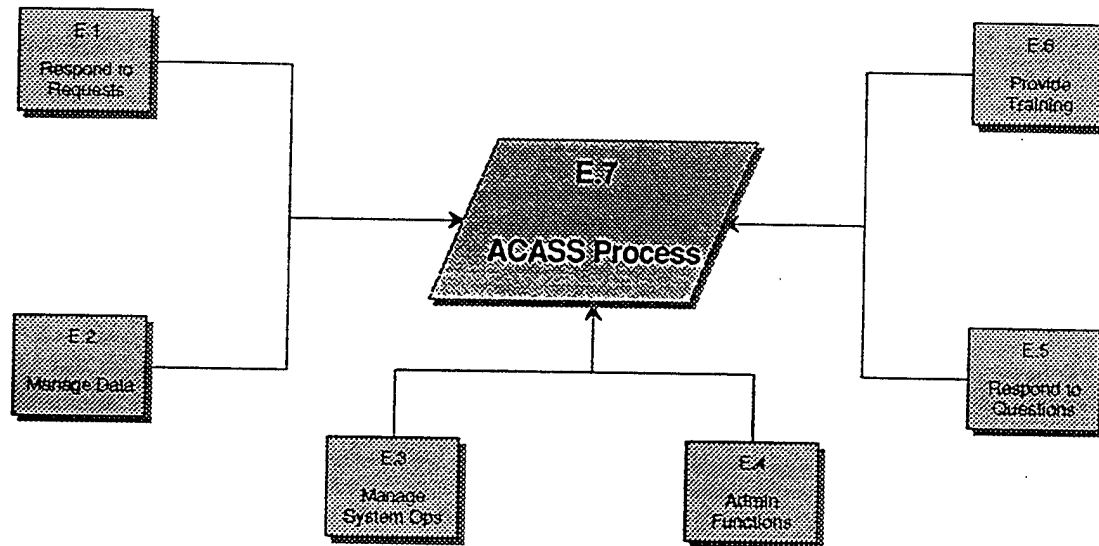 E.1
Respond to
Requests
E.6
Provide
Training
E.7
ACASS Process
E.2
Manage Data
E.5
Respond to
Questions
E.3
Manage
System Ops
E.4
Admin
Functions